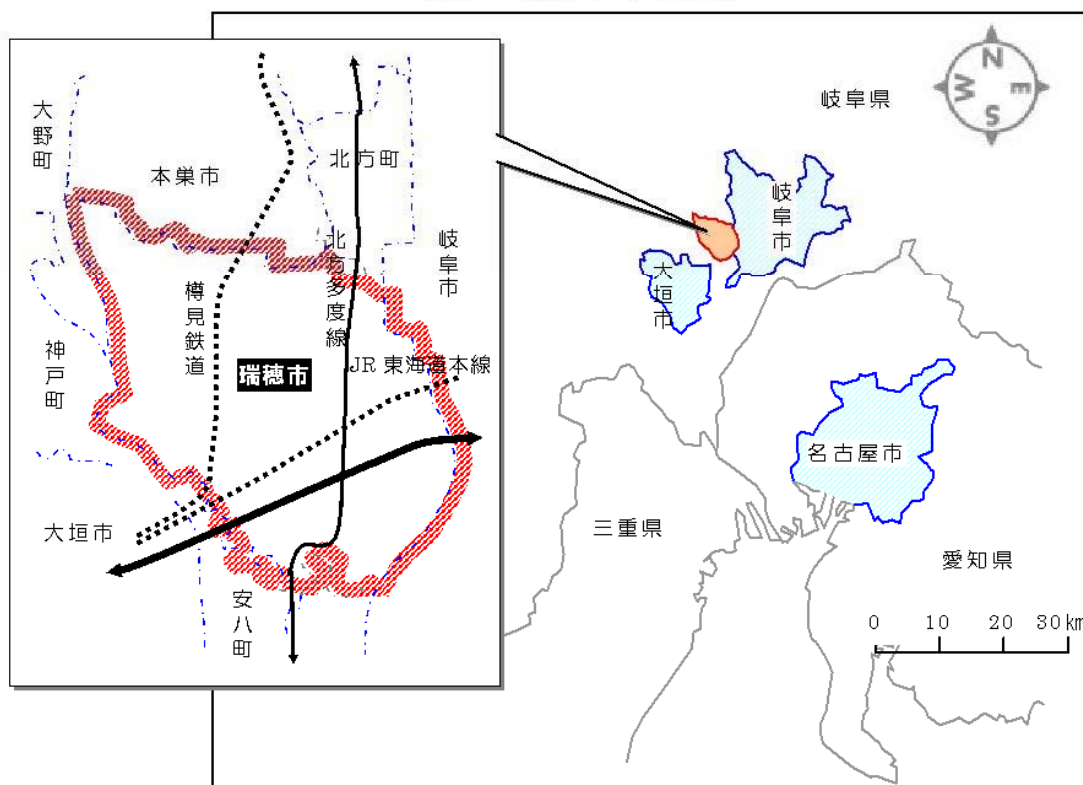 大野町
本巣市
北方町
岐阜市
北方多度線
樽見鉄道
神戸町
瑞穂市
JR東海道本線
大垣市
安八町
N
W
E
S
岐阜県
岐阜市
大垣市
名古屋市
三重県
愛知県
0 10 20 30km